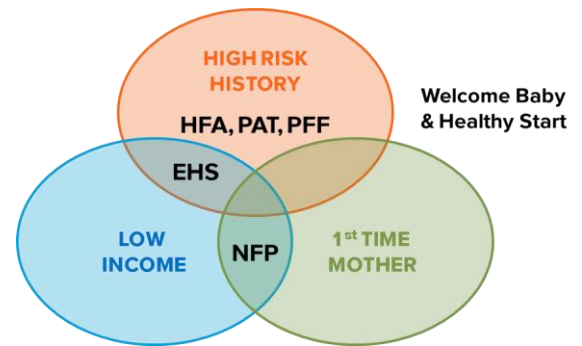 HIGH RISK
HISTORY
HFA, PAT, PFF
Welcome Baby
& Healthy Start
EHS
LOW
INCOME
NFP
1st TIME
MOTHER